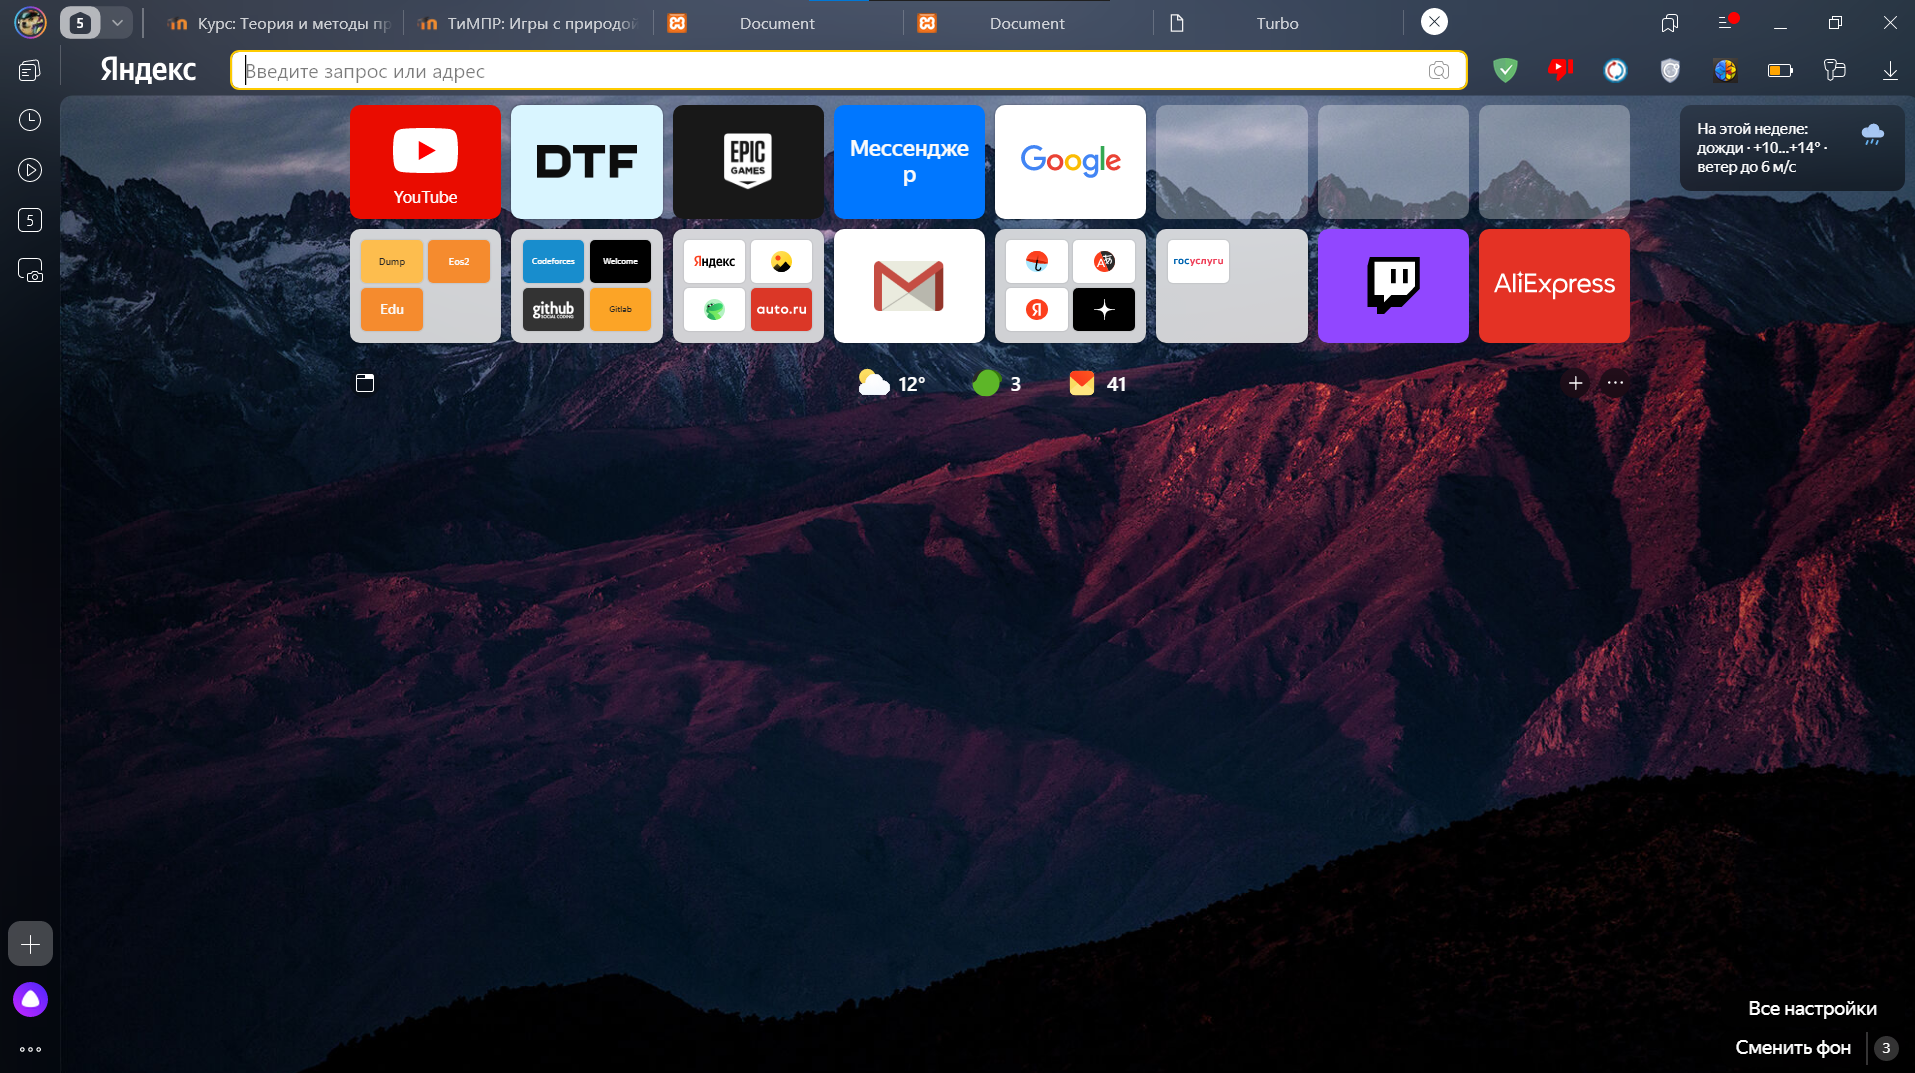 5
Курс: Теория и методы пр
ТиМПР: Игры с природой
Document
Document
Turbo
Яндекс
Введите запрос или адрес
5
YouTube
DTF
EPIC
GAMES
Мессендже
р
Google
На этой неделе:
дожди · +10…+14° ·
ветер до 6 м/с
Dump
Eos2
Edu
Codeforces
Welcome
github
SOCIAL CODING
Gitlab
Яндекс
auto.ru
Я
госуслуги
AliExpress
12°
3
41
Все настройки
Сменить фон
3